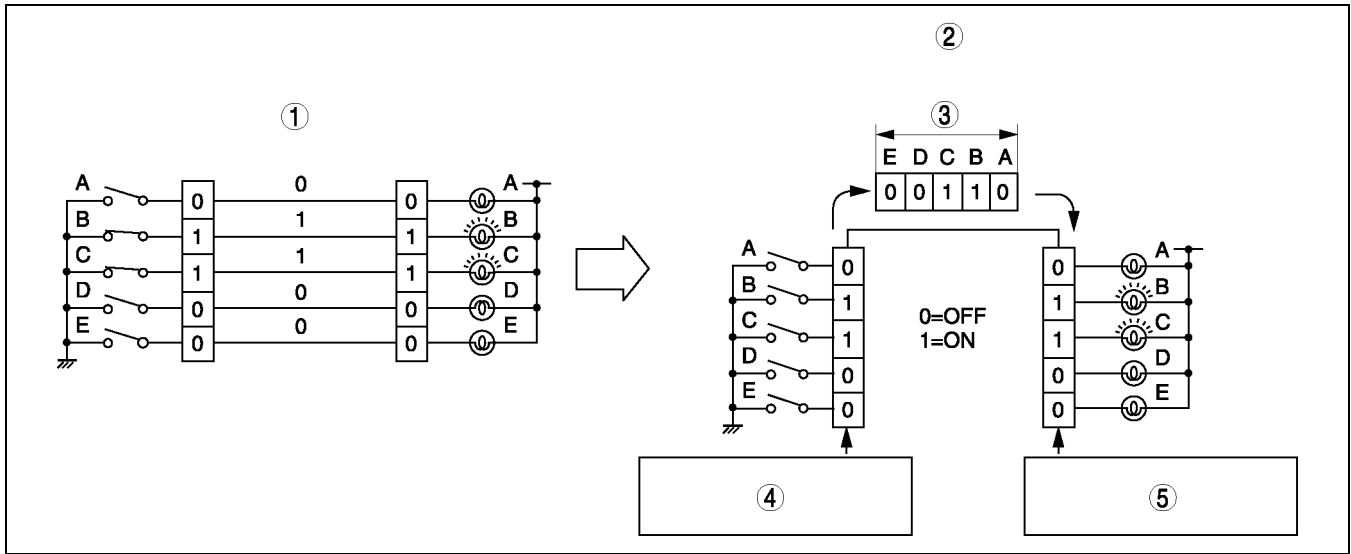 ②
①
③
E D C B A
0 0 1 1 0
A 0 0 0 A
B 1 1 1 B
C 1 1 1 C
D 0 0 0 D
E 0 0 0 E
A 0 0 A
B 1 1 B
C 1 1 C
D 0 0 D
E 0 0 E
0=OFF
1=ON
④
⑤